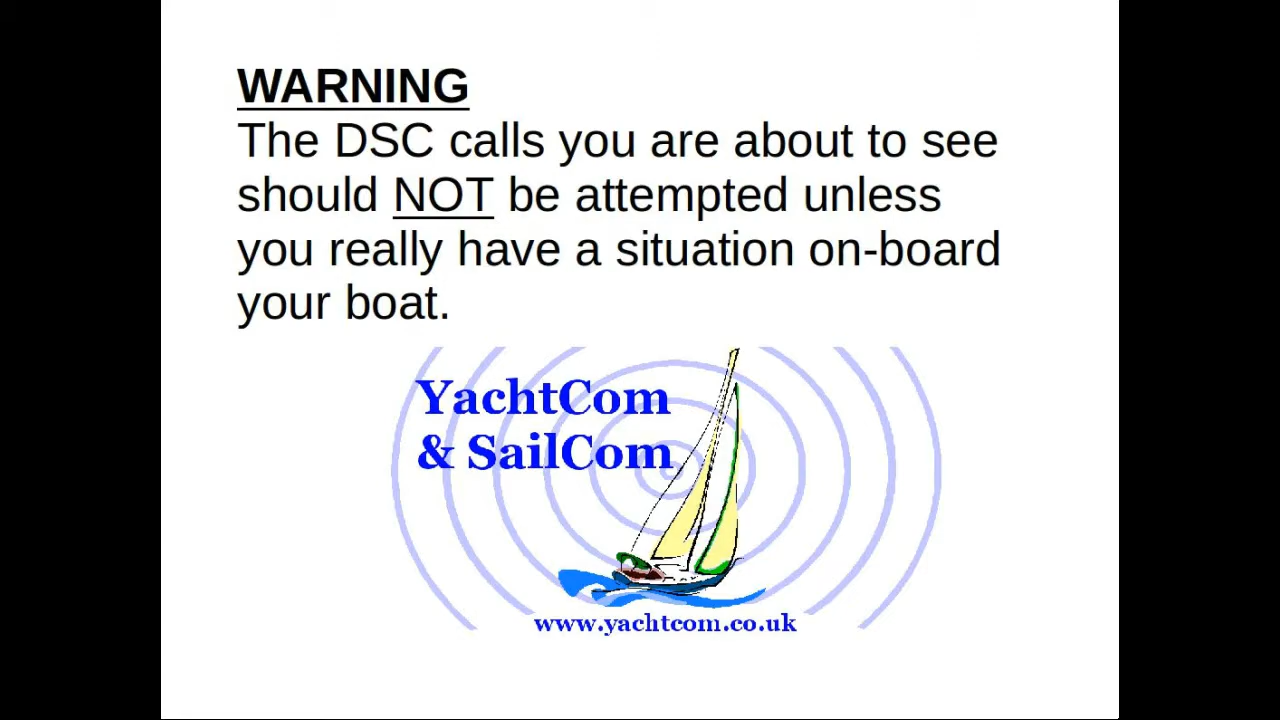 WARNING
The DSC calls you are about to see
should NOT be attempted unless
you really have a situation on-board
your boat.
YachtCom
& SailCom
www.yachtcom.co.uk